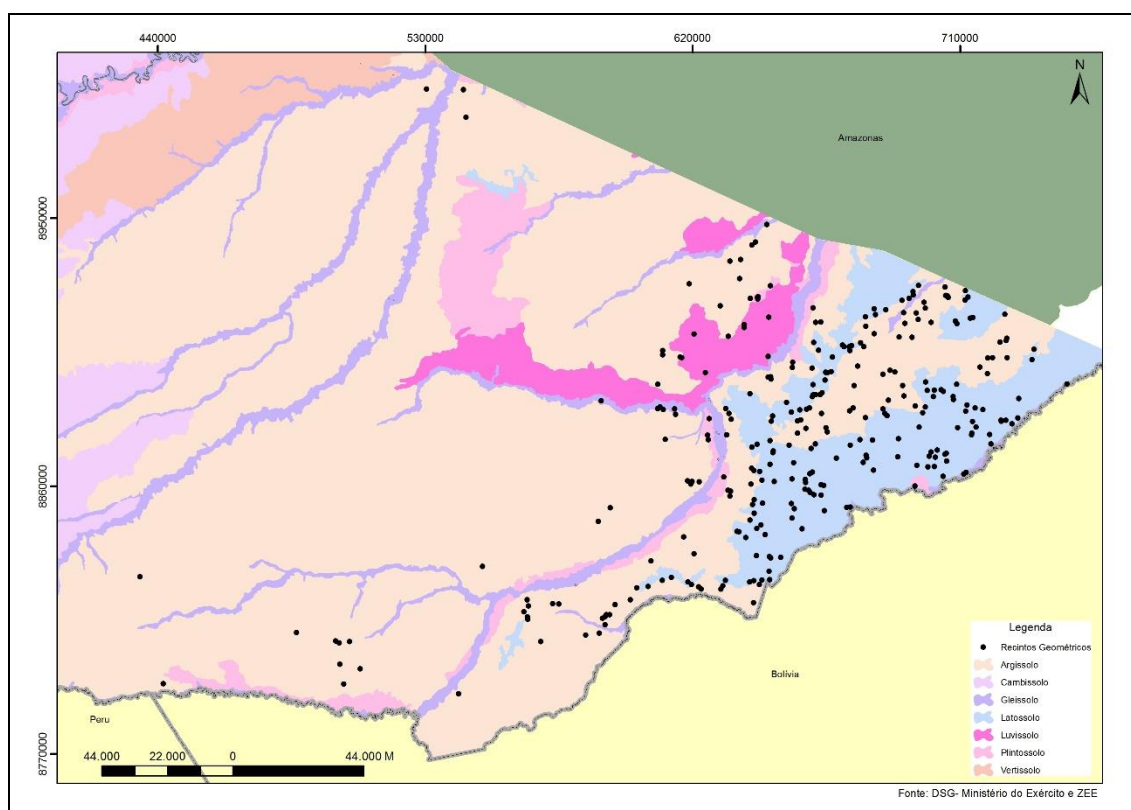 440000 530000 620000 710000
N
Amazonas
8950000
8860000
8770000
Peru
Bolívia
44.000 22.000 0 44.000 M
Legenda
Recintos Geométricos
Argissolo
Cambissolo
Gleissolo
Latossolo
Luvissolo
Plintossolo
Vertissolo
Fonte: DSG- Ministério do Exército e ZEE